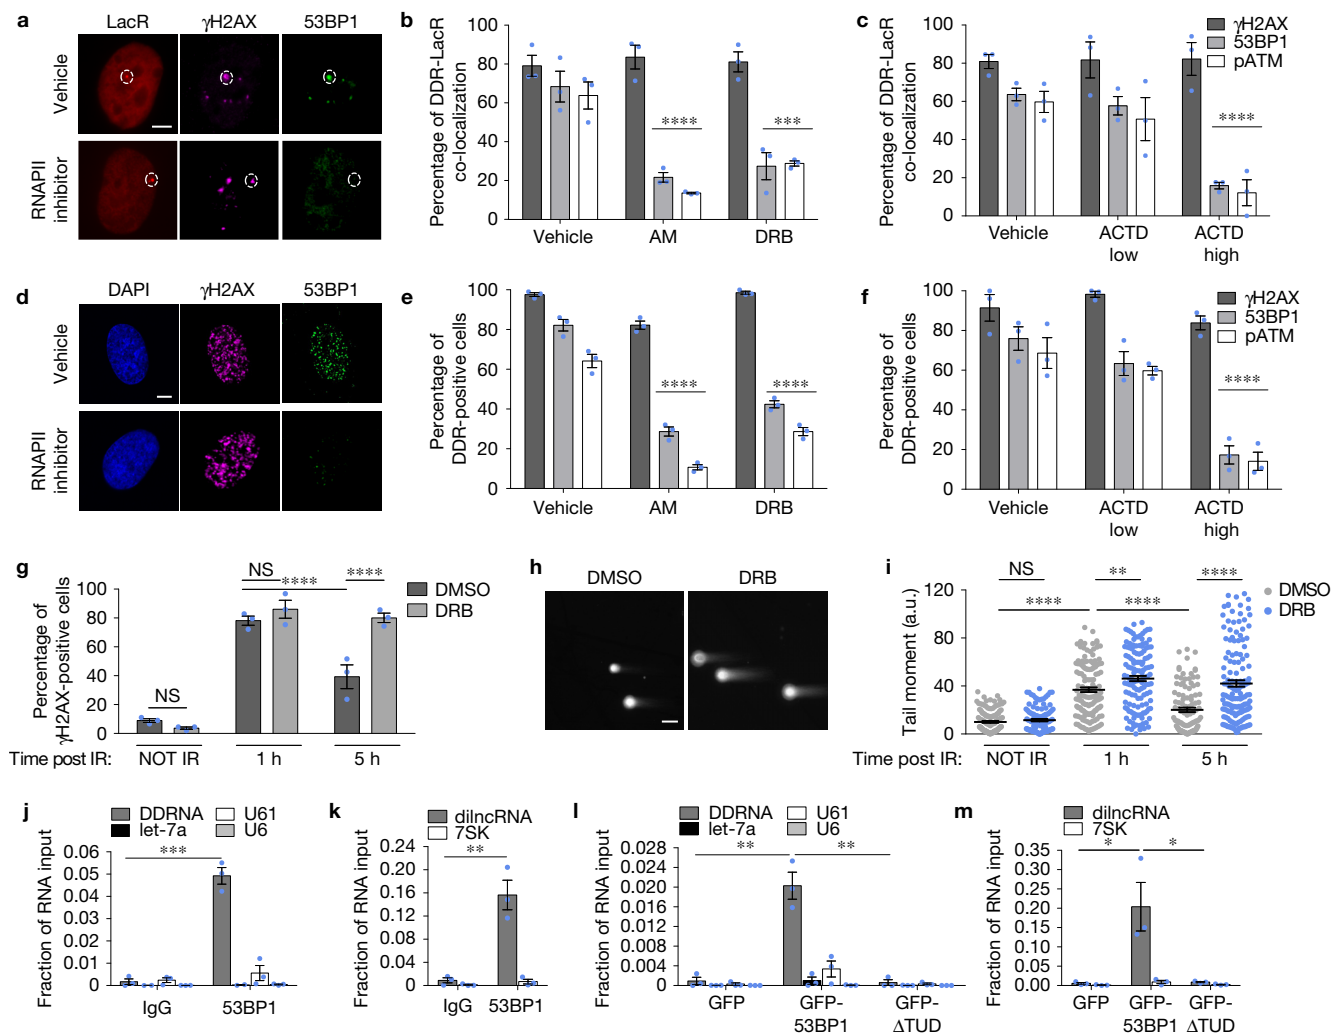 a
LacR γH2AX 53BP1
Vehicle
RNAPII
inhibitor
b
Percentage of DDR-LacR
co-localization
100
80
60
40
20
0
**** ***
Vehicle AM DRB
c
Percentage of DDR-LacR
co-localization
100
80
60
40
20
0
γH2AX
53BP1
pATM
****
Vehicle ACTD
low ACTD
high
d
DAPI γH2AX 53BP1
Vehicle
RNAPII
inhibitor
e
Percentage of
DDR-positive cells
100
80
60
40
20
0
**** ****
Vehicle AM DRB
f
Percentage of
DDR-positive cells
100
80
60
40
20
0
γH2AX
53BP1
pATM
****
Vehicle ACTD
low ACTD
high
g
Percentage of
γH2AX-positive cells
100
80
60
40
20
0
NS NS **** ****
DMSO
DRB
Time post IR: NOT IR 1 h 5 h
h
DMSO DRB
i
Tail moment (a.u.)
120
80
40
0
NS ** ****
**** ****
DMSO
DRB
Time post IR: NOT IR 1 h 5 h
j
DDRNA U61
let-7a U6
Fraction of RNA input
0.06
0.05
0.04
0.03
0.02
0.01
0
***
IgG 53BP1
k
dilncRNA
7SK
Fraction of RNA input
0.24
0.20
0.16
0.12
0.08
0.04
0
**
IgG 53BP1
l
DDRNA U61
let-7a U6
Fraction of RNA input
0.028
0.024
0.020
0.016
0.012
0.008
0.004
0
** **
GFP GFP-
53BP1 GFP-
ΔTUD
m
dilncRNA
7SK
Fraction of RNA input
0.35
0.30
0.25
0.20
0.15
0.10
0.05
0
* *
GFP GFP-
53BP1 GFP-
ΔTUD